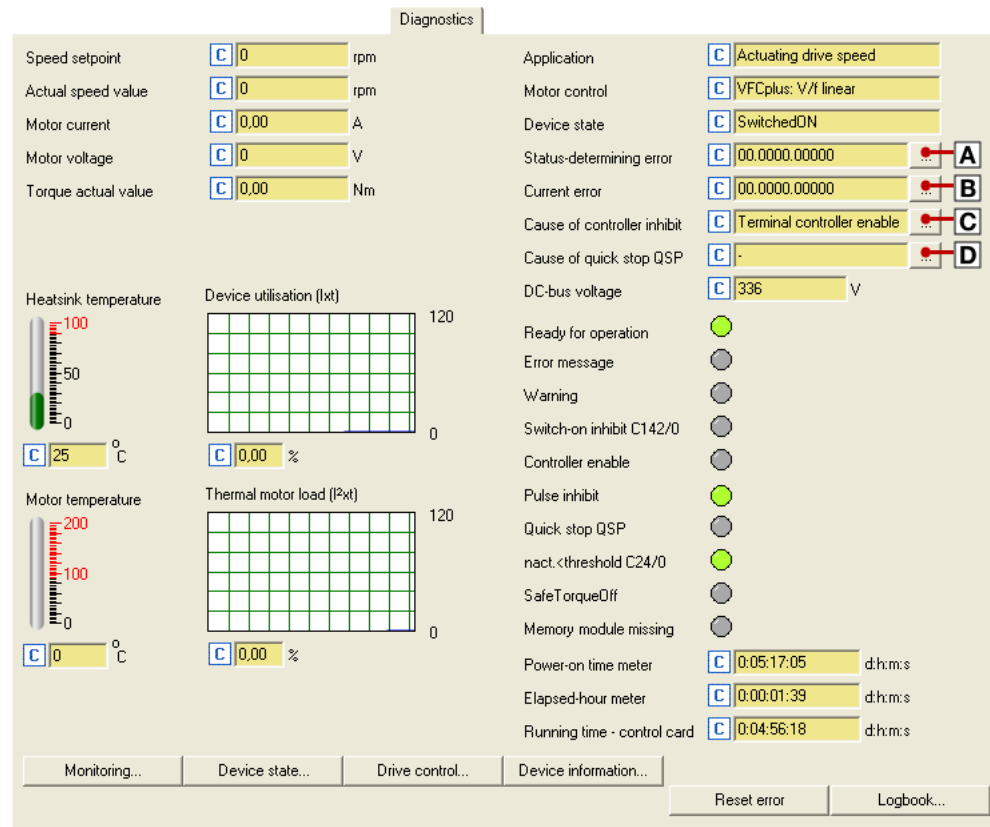 Diagnostics
Speed setpoint C 0 rpm
Actual speed value C 0 rpm
Motor current C 0,00 A
Motor voltage C 0 V
Torque actual value C 0,00 Nm
Application C Actuating drive speed
Motor control C VFCplus: V/f linear
Device state C SwitchedON
Status-determining error C 00.0000.00000 ... A
Current error C 00.0000.00000 ... B
Cause of controller inhibit C Terminal controller enable ... C
Cause of quick stop QSP C - ... D
DC-bus voltage C 336 V
Heatsink temperature
100
50
0
C 25 °C
Device utilisation (Ixt)
120
0
C 0,00 %
Motor temperature
200
100
0
C 0 °C
Thermal motor load (I²xt)
120
0
C 0,00 %
Ready for operation
Error message
Warning
Switch-on inhibit C142/0
Controller enable
Pulse inhibit
Quick stop QSP
nact.<threshold C24/0
SafeTorqueOff
Memory module missing
Power-on time meter C 0:05:17:05 d:h:m:s
Elapsed-hour meter C 0:00:01:39 d:h:m:s
Running time - control card C 0:04:56:18 d:h:m:s
Monitoring... Device state... Drive control... Device information...
Reset error Logbook...